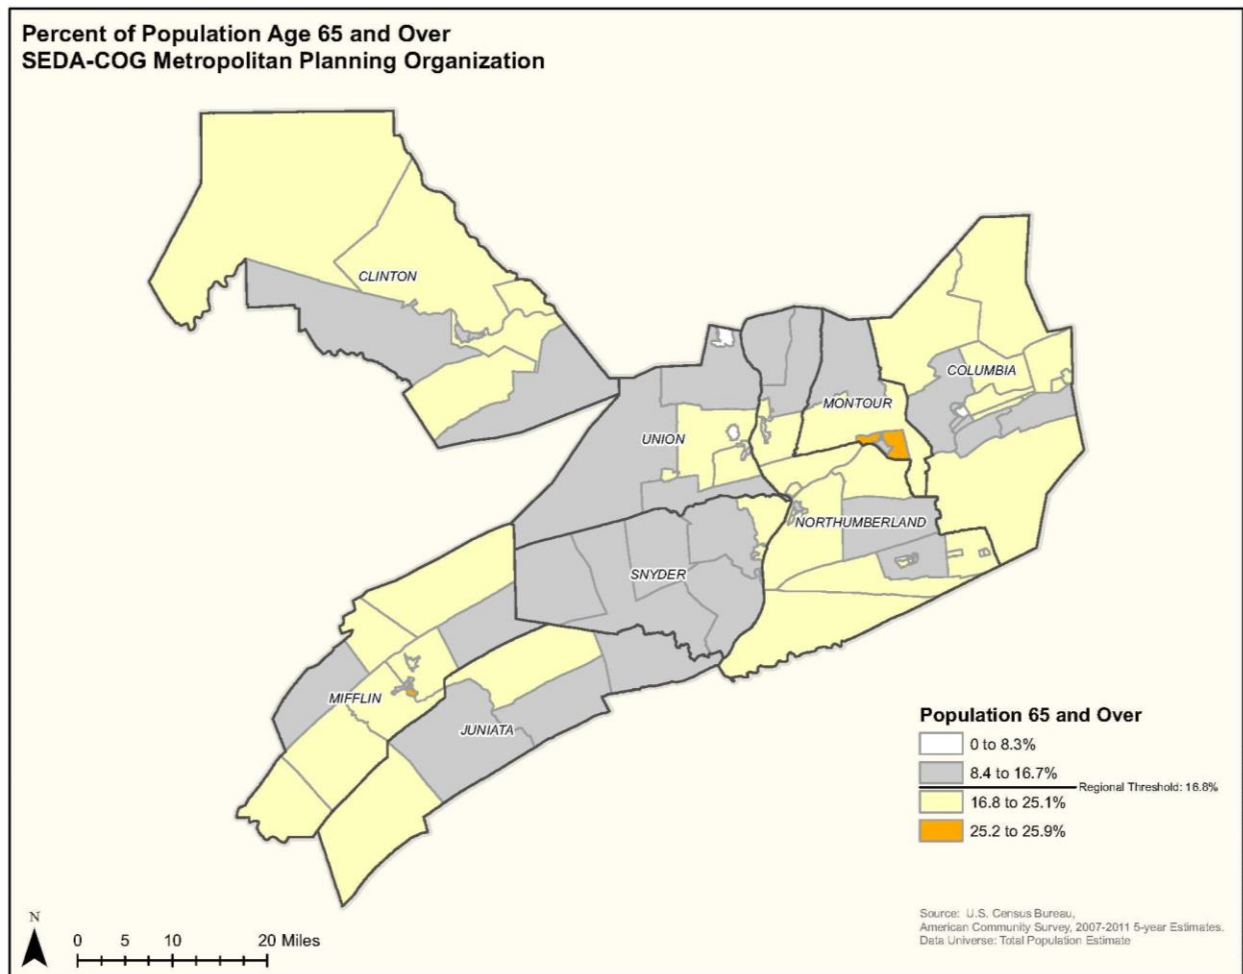 Percent of Population Age 65 and Over
SEDA-COG Metropolitan Planning Organization
CLINTON
COLUMBIA
MONTOUR
UNION
NORTHUMBERLAND
SNYDER
MIFFLIN
JUNIATA
Population 65 and Over
0 to 8.3%
8.4 to 16.7%
Regional Threshold: 16.8%
16.8 to 25.1%
25.2 to 25.9%
N
0 5 10 20 Miles
Source: U.S. Census Bureau,
American Community Survey, 2007-2011 5-year Estimates.
Data Universe: Total Population Estimate